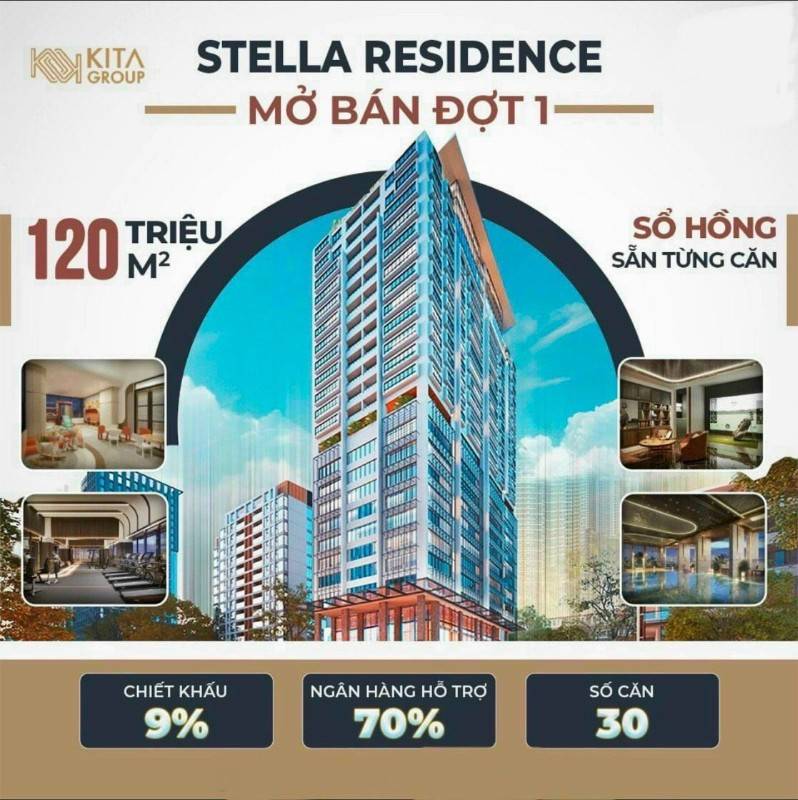 KITA
GROUP
STELLA RESIDENCE
MỞ BÁN ĐỢT 1
120 TRIỆU
M²
SỔ HỒNG
SẴN TỪNG CĂN
CHIẾT KHẤU
9%
NGÂN HÀNG HỖ TRỢ
70%
SỐ CĂN
30